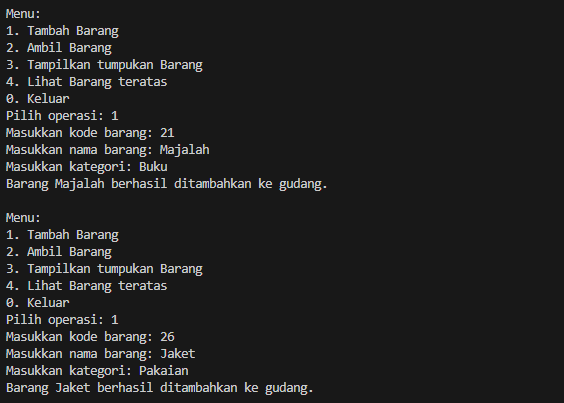 Menu:
1. Tambah Barang
2. Ambil Barang
3. Tampilkan tumpukan Barang
4. Lihat Barang teratas
0. Keluar
Pilih operasi: 1
Masukkan kode barang: 21
Masukkan nama barang: Majalah
Masukkan kategori: Buku
Barang Majalah berhasil ditambahkan ke gudang.

Menu:
1. Tambah Barang
2. Ambil Barang
3. Tampilkan tumpukan Barang
4. Lihat Barang teratas
0. Keluar
Pilih operasi: 1
Masukkan kode barang: 26
Masukkan nama barang: Jaket
Masukkan kategori: Pakaian
Barang Jaket berhasil ditambahkan ke gudang.